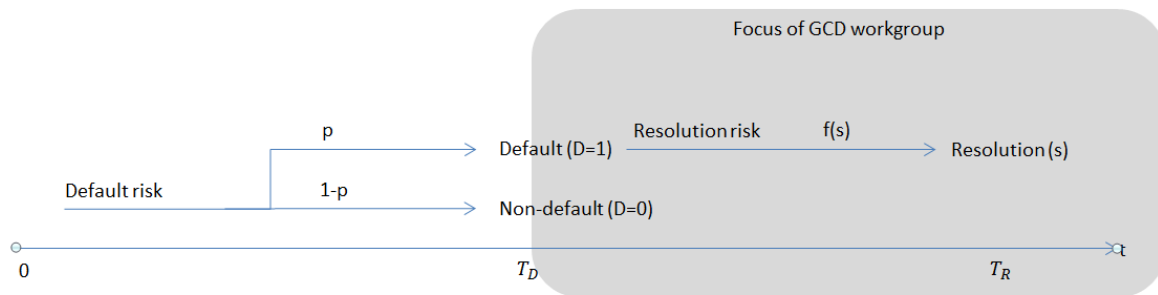 Focus of GCD workgroup
p
Default (D=1) Resolution risk f(s) Resolution (s)
Default risk 1-p
Non-default (D=0)
t
0 T_D T_R